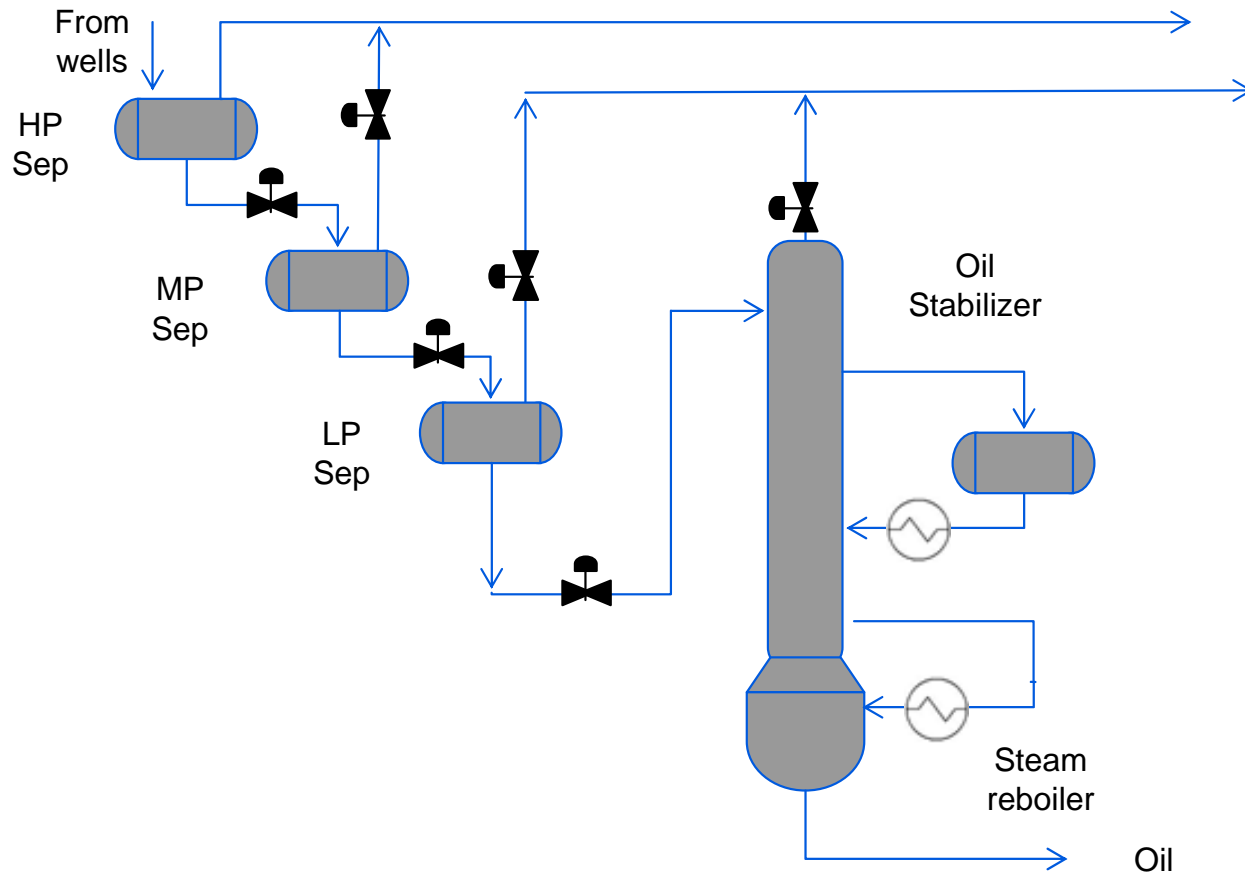 From
wells
HP
Sep
MP
Sep
LP
Sep
Oil
Stabilizer
Steam
reboiler
Oil